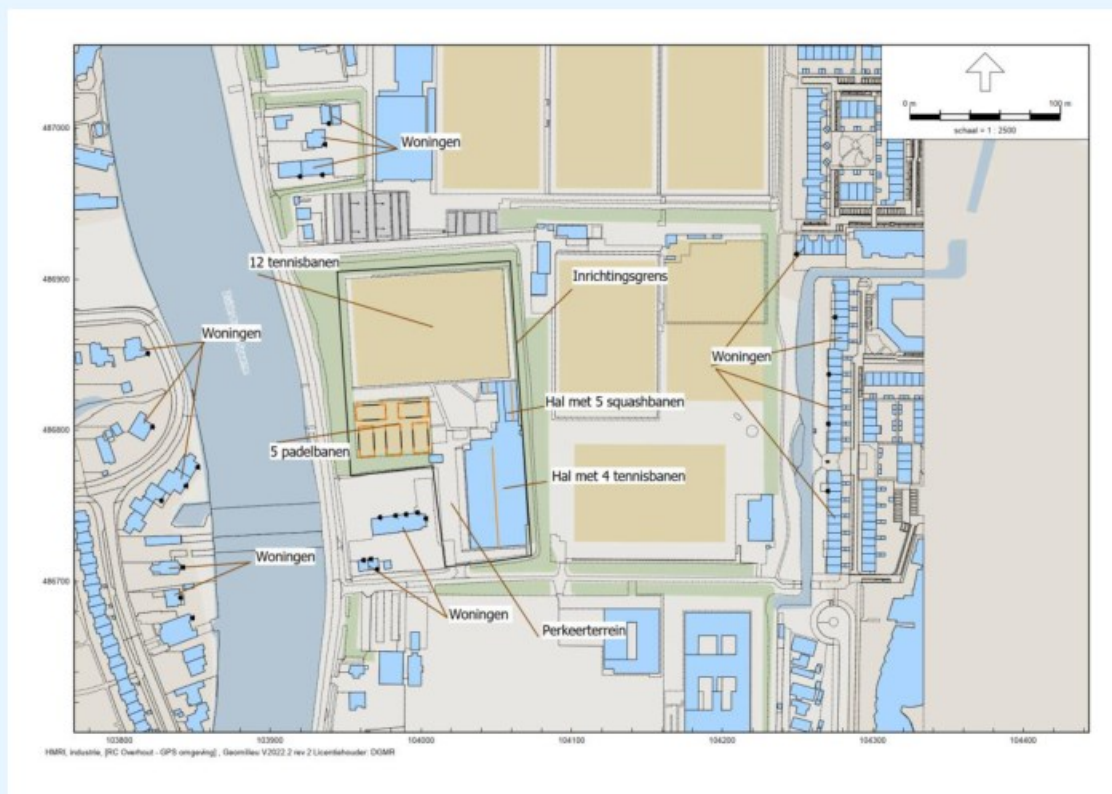 0 m
100 m
schaal = 1 : 2500
487000
Woningen
12 tennisbanen
Inrichtingsgrens
486900
Woningen
Woningen
Hal met 5 squashbanen
486800
5 padelbanen
Hal met 4 tennisbanen
Woningen
486700
Woningen
Perkeerterrein
103800
103900
104000
104100
104200
104300
104400
HMRI, industrie, [RC Overhout - GPS omgeving] , Geomilieu V2022.2 rev 2 Licentiehouder: DGMR